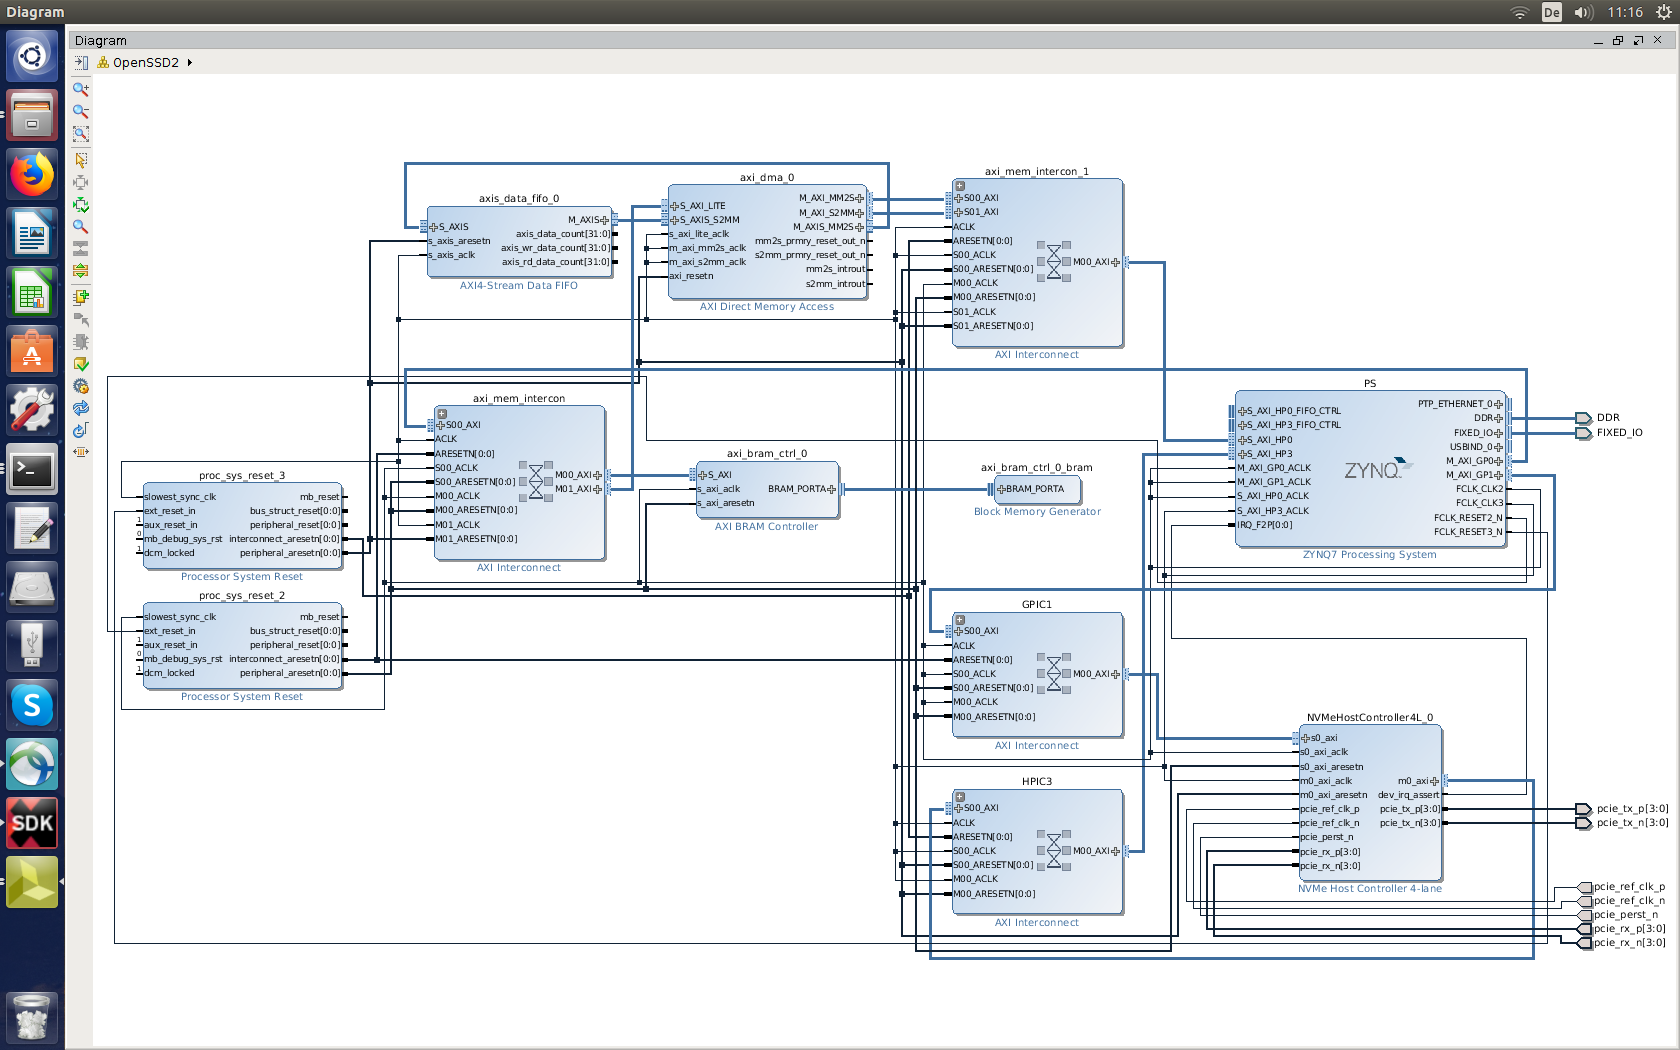 Diagram
De
11:16
Diagram
OpenSSD2
axis_data_fifo_0
S_AXIS
s_axis_aresetn
s_axis_aclk
M_AXIS
axis_data_count[31:0]
axis_wr_data_count[31:0]
axis_rd_data_count[31:0]
AXI4-Stream Data FIFO
axi_dma_0
S_AXI_LITE
S_AXIS_S2MM
s_axi_lite_aclk
m_axi_mm2s_aclk
m_axi_s2mm_aclk
axi_resetn
M_AXI_MM2S
M_AXI_S2MM
M_AXIS_MM2S
mm2s_prmry_reset_out_n
s2mm_prmry_reset_out_n
mm2s_introut
s2mm_introut
AXI Direct Memory Access
axi_mem_intercon_1
S00_AXI
S01_AXI
ACLK
ARESETN[0:0]
S00_ACLK
S00_ARESETN[0:0]
M00_ACLK
M00_ARESETN[0:0]
S01_ACLK
S01_ARESETN[0:0]
M00_AXI
AXI Interconnect
axi_mem_intercon
S00_AXI
ACLK
ARESETN[0:0]
S00_ACLK
S00_ARESETN[0:0]
M00_ACLK
M00_ARESETN[0:0]
M01_ACLK
M01_ARESETN[0:0]
M00_AXI
M01_AXI
AXI Interconnect
axi_bram_ctrl_0
S_AXI
s_axi_aclk
s_axi_aresetn
BRAM_PORTA
AXI BRAM Controller
axi_bram_ctrl_0_bram
BRAM_PORTA
Block Memory Generator
PS
S_AXI_HP0_FIFO_CTRL
S_AXI_HP3_FIFO_CTRL
S_AXI_HP0
S_AXI_HP3
M_AXI_GP0_ACLK
M_AXI_GP1_ACLK
S_AXI_HP0_ACLK
S_AXI_HP3_ACLK
IRQ_F2P[0:0]
ZYNQ
PTP_ETHERNET_0
DDR
FIXED_IO
USBIND_0
M_AXI_GP0
M_AXI_GP1
FCLK_CLK2
FCLK_CLK3
FCLK_RESET2_N
FCLK_RESET3_N
ZYNQ7 Processing System
DDR
FIXED_IO
proc_sys_reset_3
slowest_sync_clk
ext_reset_in
1
aux_reset_in
0
mb_debug_sys_rst
1
dcm_locked
mb_reset
bus_struct_reset[0:0]
peripheral_reset[0:0]
interconnect_aresetn[0:0]
peripheral_aresetn[0:0]
Processor System Reset
proc_sys_reset_2
slowest_sync_clk
ext_reset_in
1
aux_reset_in
0
mb_debug_sys_rst
1
dcm_locked
mb_reset
bus_struct_reset[0:0]
peripheral_reset[0:0]
interconnect_aresetn[0:0]
peripheral_aresetn[0:0]
Processor System Reset
GPIC1
S00_AXI
ACLK
ARESETN[0:0]
S00_ACLK
S00_ARESETN[0:0]
M00_ACLK
M00_ARESETN[0:0]
M00_AXI
AXI Interconnect
HPIC3
S00_AXI
ACLK
ARESETN[0:0]
S00_ACLK
S00_ARESETN[0:0]
M00_ACLK
M00_ARESETN[0:0]
M00_AXI
AXI Interconnect
NVMeHostController4L_0
s0_axi
s0_axi_aclk
s0_axi_aresetn
m0_axi_aclk
m0_axi_aresetn
pcie_ref_clk_p
pcie_ref_clk_n
pcie_perst_n
pcie_rx_p[3:0]
pcie_rx_n[3:0]
m0_axi
dev_irq_assert
pcie_tx_p[3:0]
pcie_tx_n[3:0]
NVMe Host Controller 4-lane
pcie_tx_p[3:0]
pcie_tx_n[3:0]
pcie_ref_clk_p
pcie_ref_clk_n
pcie_perst_n
pcie_rx_p[3:0]
pcie_rx_n[3:0]
SDK